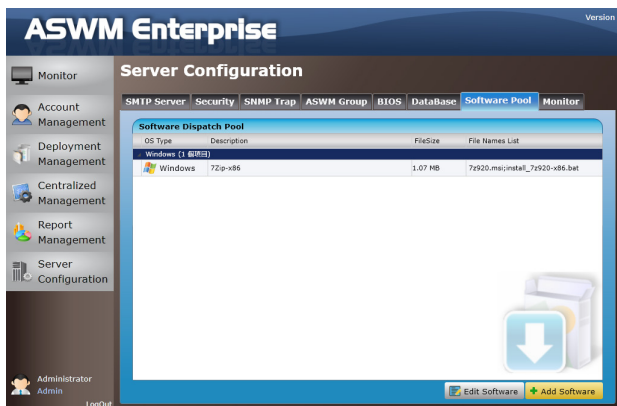 Version
ASWM Enterprise
Server Configuration
Monitor
Account
Management
Deployment
Management
Centralized
Management
Report
Management
Server
Configuration
SMTP Server Security SNMP Trap ASWM Group BIOS DataBase Software Pool Monitor
Software Dispatch Pool
OS Type Description FileSize File Names List
Windows (1 個項目)
Windows 7Zip-x86 1.07 MB 7z920.msi;install_7z920-x86.bat
Administrator
Admin
LogOut
Edit Software Add Software